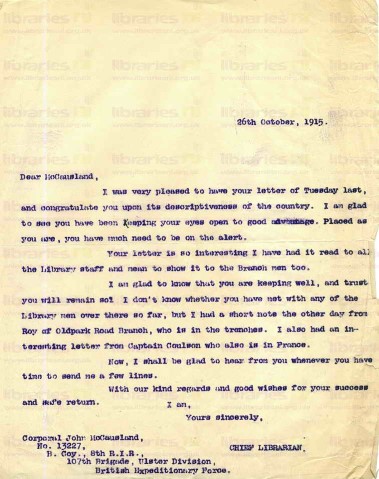 26th October, 1915.
Dear McCausland,
I was very pleased to have your letter of Tuesday last,
and congratulate you upon its descriptiveness of the country. I am glad
to see you have been keeping your eyes open to good advantage. Placed as
you are, you have much need to be on the alert.
Your letter is so interesting I have had it read to all
the Library staff and mean to show it to the Branch men too.
I am glad to know that you are keeping well, and trust
you will remain so! I don't know whether you have met with any of the
Library men over there so far, but I had a short note the other day from
Roy of Oldpark Road Branch, who is in the trenches. I also had an in-
teresting letter from Captain Coulson who also is in France.
Now, I shall be glad to hear from you whenever you have
time to send me a few lines.
With our kind regards and good wishes for your success
and safe return.
I am,
Yours sincerely,
Corporal John McCausland,
No. 13227,
B. Coy., 8th R.I.R.,
107th Brigade, Ulster Division,
British Expeditionary Force.
CHIEF LIBRARIAN.
libraries